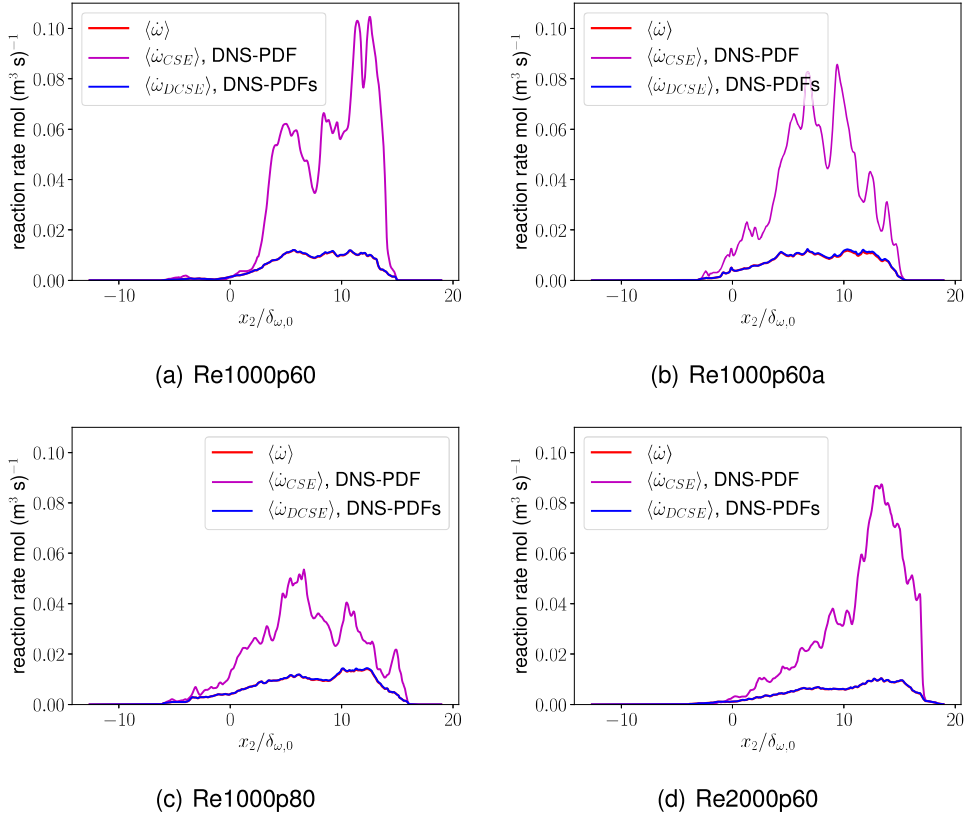 ⟨ω̇⟩
⟨ω̇_CSE⟩, DNS-PDF
⟨ω̇_DCSE⟩, DNS-PDFs
reaction rate mol (m³ s)⁻¹
0.10
0.08
0.06
0.04
0.02
0.00
−10 0 10 20
x₂/δ_ω,0
(a) Re1000p60
⟨ω̇⟩
⟨ω̇_CSE⟩, DNS-PDF
⟨ω̇_DCSE⟩, DNS-PDFs
reaction rate mol (m³ s)⁻¹
0.10
0.08
0.06
0.04
0.02
0.00
−10 0 10 20
x₂/δ_ω,0
(b) Re1000p60a
⟨ω̇⟩
⟨ω̇_CSE⟩, DNS-PDF
⟨ω̇_DCSE⟩, DNS-PDFs
reaction rate mol (m³ s)⁻¹
0.10
0.08
0.06
0.04
0.02
0.00
−10 0 10 20
x₂/δ_ω,0
(c) Re1000p80
⟨ω̇⟩
⟨ω̇_CSE⟩, DNS-PDF
⟨ω̇_DCSE⟩, DNS-PDFs
reaction rate mol (m³ s)⁻¹
0.10
0.08
0.06
0.04
0.02
0.00
−10 0 10 20
x₂/δ_ω,0
(d) Re2000p60